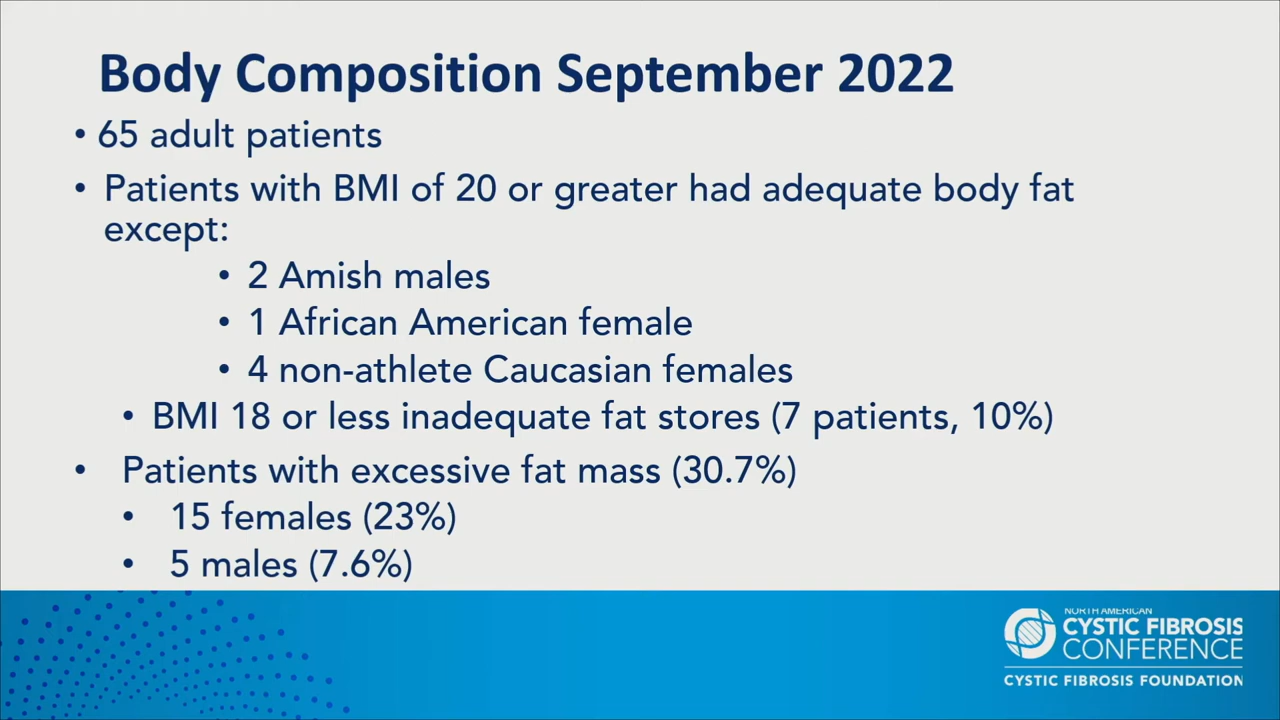 Body Composition September 2022
• 65 adult patients
• Patients with BMI of 20 or greater had adequate body fat
except:
• 2 Amish males
• 1 African American female
• 4 non-athlete Caucasian females
• BMI 18 or less inadequate fat stores (7 patients, 10%)
• Patients with excessive fat mass (30.7%)
• 15 females (23%)
• 5 males (7.6%)
NORTH AMERICAN
CYSTIC FIBROSIS
CONFERENCE
CYSTIC FIBROSIS FOUNDATION